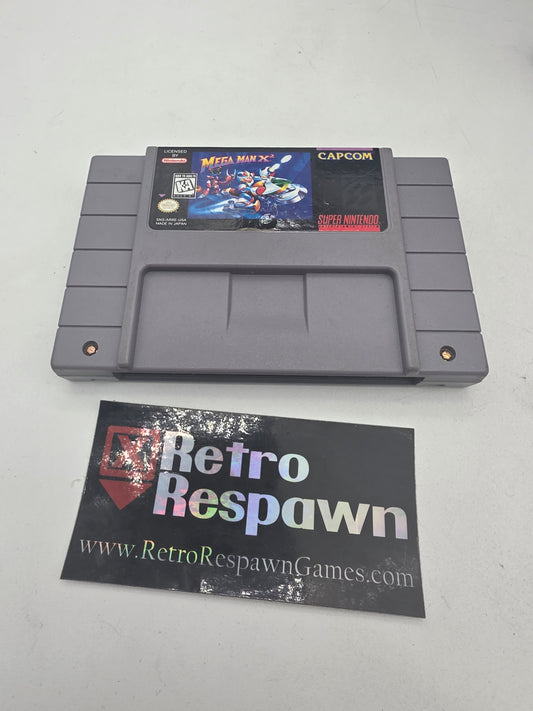 LICENSED
BY
Nintendo
MEGA MAN X2
CAPCOM
K-A
MADE IN JAPAN
SUPER NINTENDO
Retro
Respawn
www.RetroRespawnGames.com